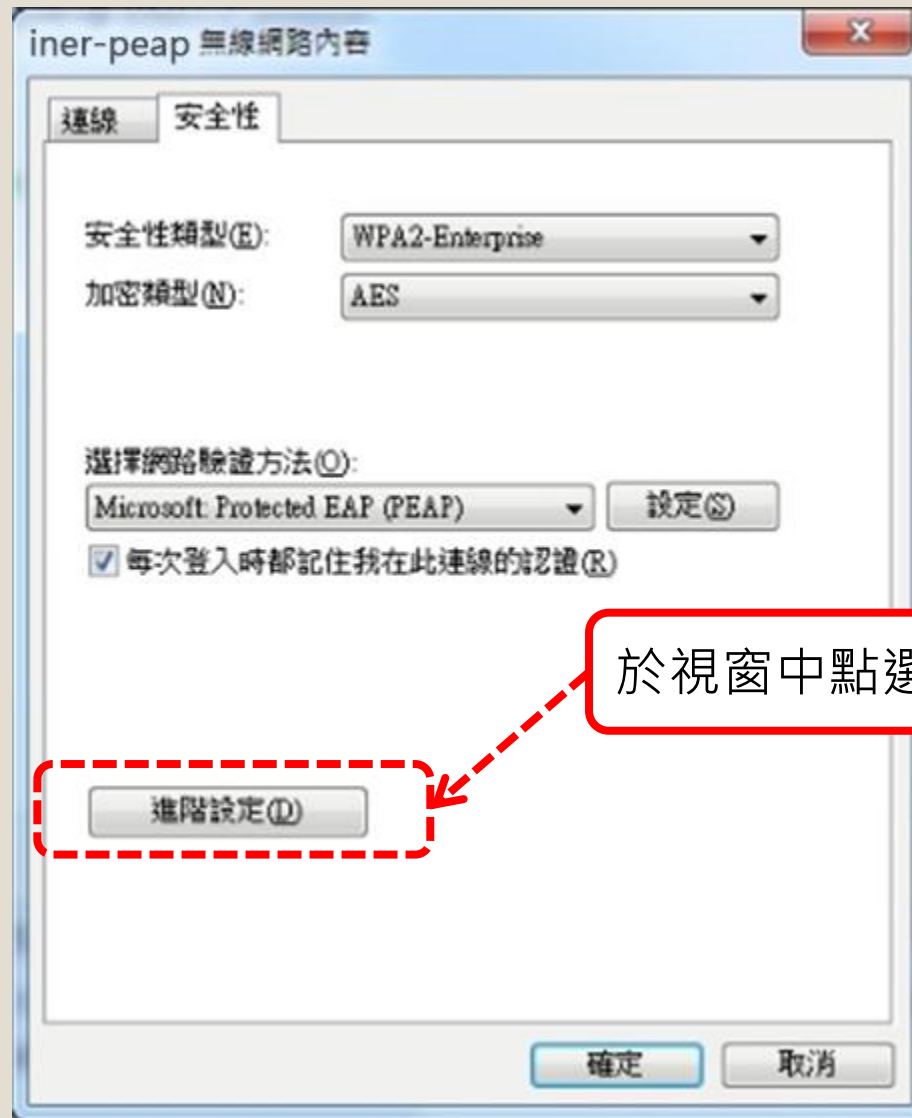 iner-peap 無線網路內容
連線 安全性
安全性類型(E): WPA2-Enterprise
加密類型(N): AES
選擇網路驗證方法(O):
Microsoft: Protected EAP (PEAP) 設定(S)
每次登入時都記住我在此連線的認證(R)
於視窗中點選
進階設定(D)
確定 取消